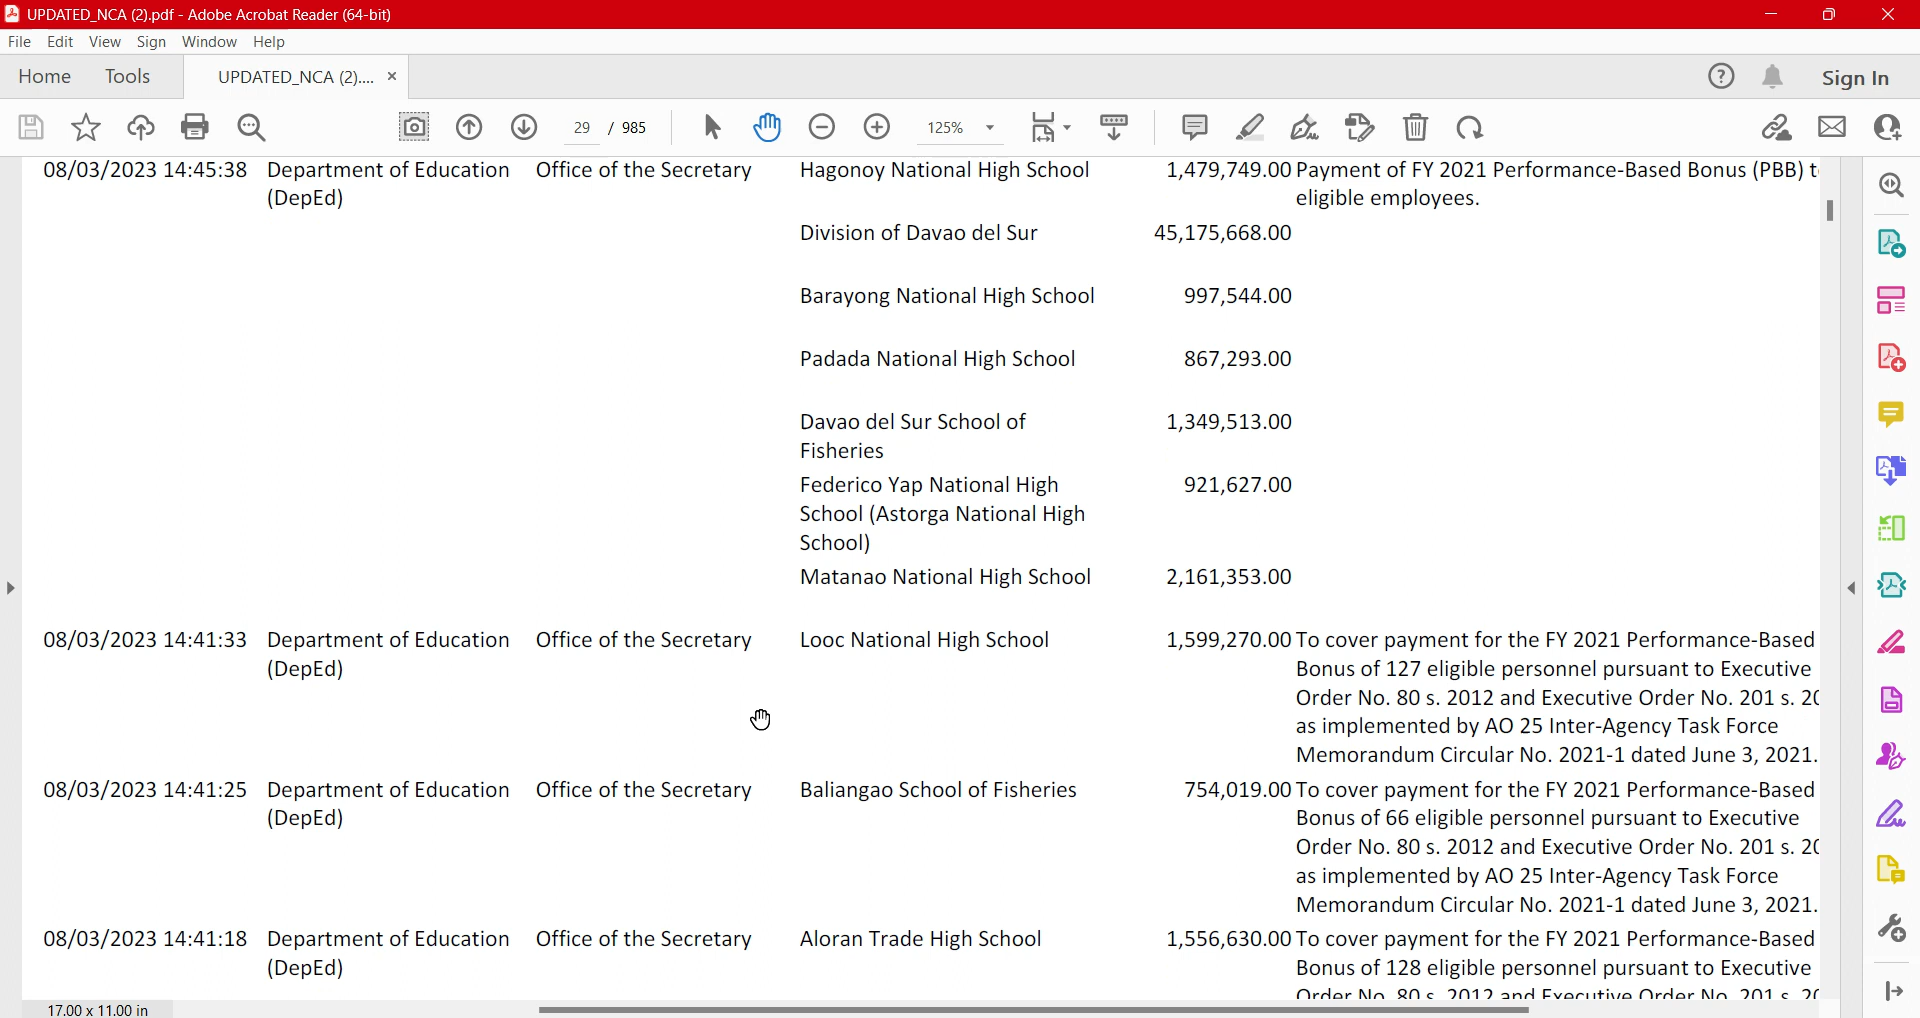 UPDATED_NCA (2).pdf - Adobe Acrobat Reader (64-bit)
File Edit View Sign Window Help
Home Tools UPDATED_NCA (2).... × Sign In
29 / 985 125%
08/03/2023 14:45:38 Department of Education Office of the Secretary Hagonoy National High School 1,479,749.00 Payment of FY 2021 Performance-Based Bonus (PBB) t
(DepEd) eligible employees.
Division of Davao del Sur 45,175,668.00
Barayong National High School 997,544.00
Padada National High School 867,293.00
Davao del Sur School of 1,349,513.00
Fisheries
Federico Yap National High 921,627.00
School (Astorga National High
School)
Matanao National High School 2,161,353.00
08/03/2023 14:41:33 Department of Education Office of the Secretary Looc National High School 1,599,270.00 To cover payment for the FY 2021 Performance-Based
(DepEd) Bonus of 127 eligible personnel pursuant to Executive
Order No. 80 s. 2012 and Executive Order No. 201 s. 20
as implemented by AO 25 Inter-Agency Task Force
Memorandum Circular No. 2021-1 dated June 3, 2021.
08/03/2023 14:41:25 Department of Education Office of the Secretary Baliangao School of Fisheries 754,019.00 To cover payment for the FY 2021 Performance-Based
(DepEd) Bonus of 66 eligible personnel pursuant to Executive
Order No. 80 s. 2012 and Executive Order No. 201 s. 20
as implemented by AO 25 Inter-Agency Task Force
Memorandum Circular No. 2021-1 dated June 3, 2021.
08/03/2023 14:41:18 Department of Education Office of the Secretary Aloran Trade High School 1,556,630.00 To cover payment for the FY 2021 Performance-Based
(DepEd) Bonus of 128 eligible personnel pursuant to Executive
Order No. 80 s. 2012 and Executive Order No. 201 s. 20
17.00 x 11.00 in